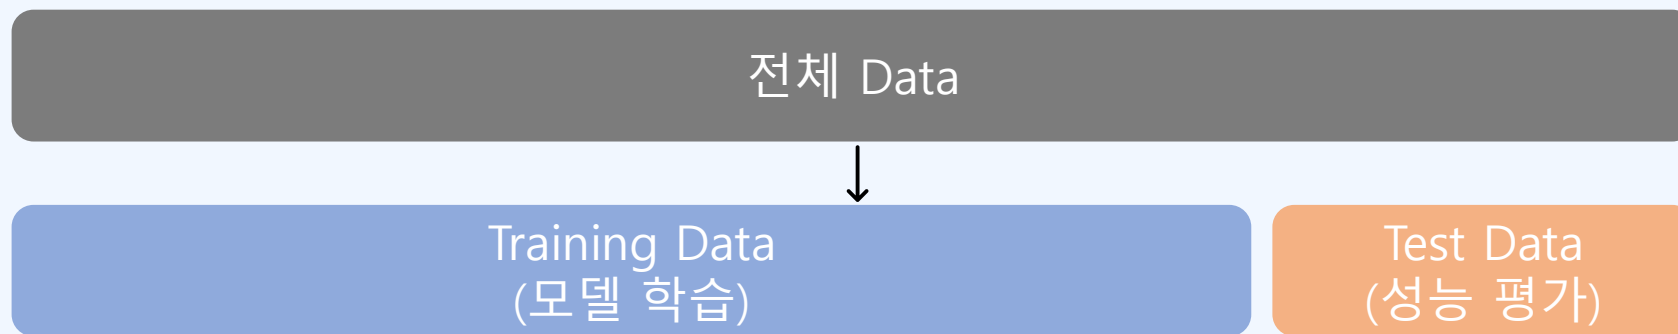 전체 Data
Training Data
(모델 학습)
Test Data
(성능 평가)